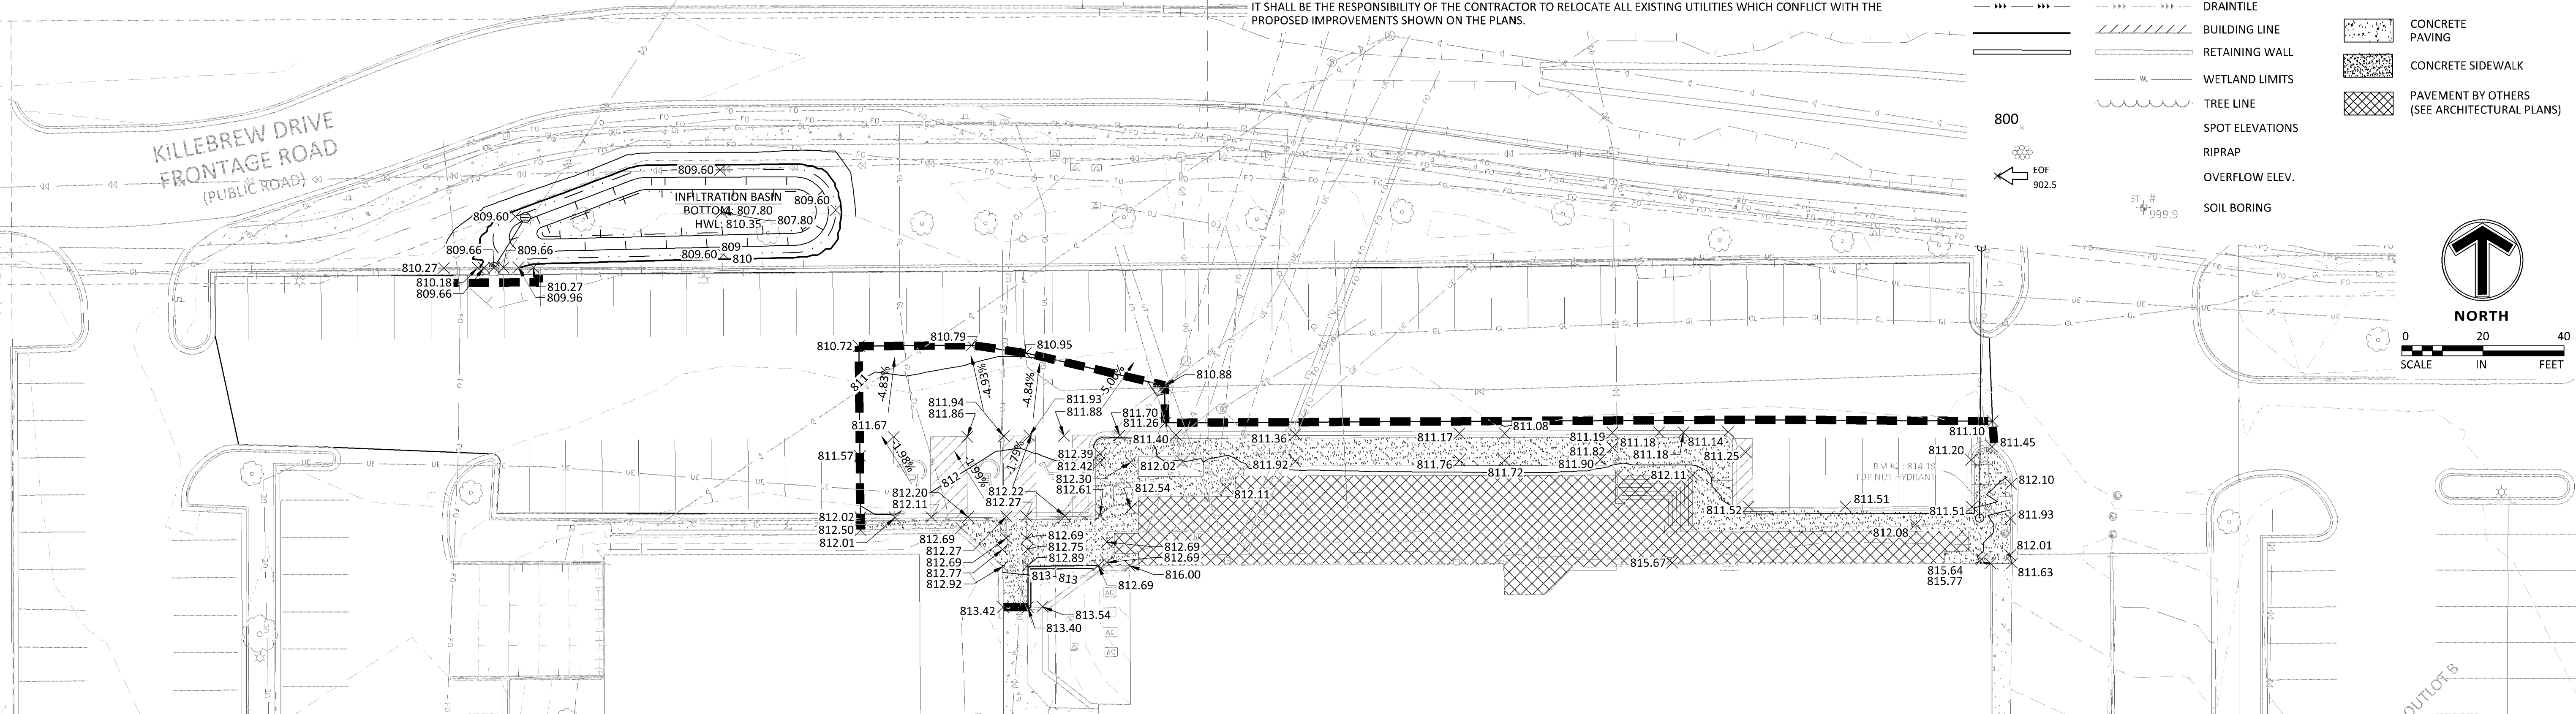 IT SHALL BE THE RESPONSIBILITY OF THE CONTRACTOR TO RELOCATE ALL EXISTING UTILITIES WHICH CONFLICT WITH THE
PROPOSED IMPROVEMENTS SHOWN ON THE PLANS.
DRAINTILE
BUILDING LINE
RETAINING WALL
WL
WETLAND LIMITS
TREE LINE
800
SPOT ELEVATIONS
RIPRAP
EOF
902.5
OVERFLOW ELEV.
ST #
999.9
SOIL BORING
CONCRETE
PAVING
CONCRETE SIDEWALK
PAVEMENT BY OTHERS
(SEE ARCHITECTURAL PLANS)
NORTH
0 20 40
SCALE IN FEET
KILLEBREW DRIVE
FRONTAGE ROAD
(PUBLIC ROAD)
809.60
INFILTRATION BASIN
BOTTOM: 807.80
HWL: 810.35
809.60
807.80
809.60
809.66
809.66
809
809.60
810
810.27
810.18
809.66
810.27
809.96
810.72
810.79
810.95
810.88
811
-4.83%
-4.93%
-4.84%
-5.00%
811.94
811.86
811.93
811.88
811.70
811.26
811.67
811.40
811.36
811.17
811.08
811.19
811.18
811.18
811.14
811.25
811.10
811.45
811.20
811.57
-1.98%
-1.99%
-1.79%
812
812.39
812.42
812.30
812.61
812.02
811.92
811.76
811.72
811.82
811.90
812.11
BM #2 : 814.19
TOP NUT HYDRANT
812.10
812.20
812.11
812.22
812.27
812.54
812.11
811.52
811.51
811.51
811.93
812.02
812.50
812.01
812.69
812.27
812.69
812.77
812.92
812.69
812.75
812.89
812.69
812.69
812.08
812.01
813
813
816.00
812.69
815.67
815.64
815.77
811.63
813.42
813.54
813.40
AC
AC
AC
OUTLOT B